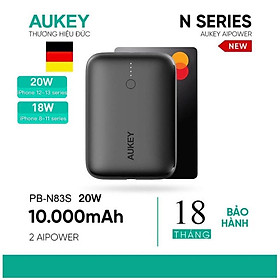 AUKEY
THƯƠNG HIỆU ĐỨC
N SERIES
AUKEY AIPOWER
NEW
20W
iPhone 12-13 series
18W
iPhone 8-11 series
AUKEY
PB-N83S 20W
10.000mAh
2 AIPOWER
18
THÁNG
BẢO
HÀNH